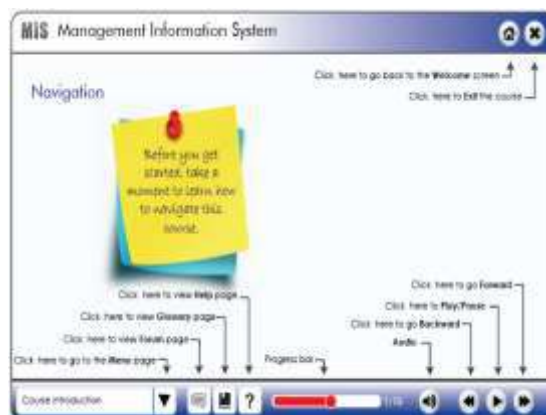 MIS Management Information System
Click here to go back to the Welcome screen
Click here to Exit the course
Navigation
Before you get
started, take a
moment to learn how
to navigate this
course.
Click here to go Forward
Click here to view Help page
Click here to Play/Pause
Click here to view Glossary page
Click here to go Backward
Click here to view Forum page
Audio
Click here to go to the Menu page
Progress bar
Course Introduction
?